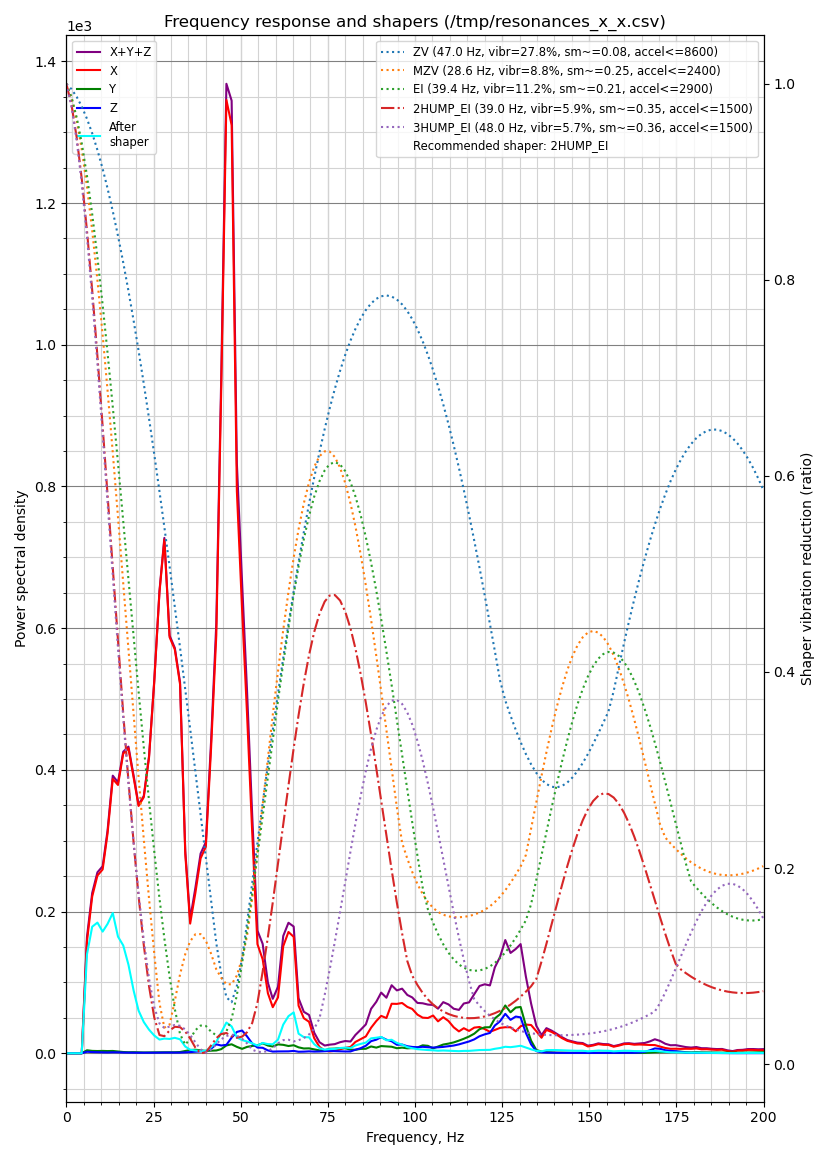 Frequency response and shapers (/tmp/resonances_x_x.csv)
1e3
X+Y+Z
X
Y
Z
After
shaper
ZV (47.0 Hz, vibr=27.8%, sm~=0.08, accel<=8600)
MZV (28.6 Hz, vibr=8.8%, sm~=0.25, accel<=2400)
EI (39.4 Hz, vibr=11.2%, sm~=0.21, accel<=2900)
2HUMP_EI (39.0 Hz, vibr=5.9%, sm~=0.35, accel<=1500)
3HUMP_EI (48.0 Hz, vibr=5.7%, sm~=0.36, accel<=1500)
Recommended shaper: 2HUMP_EI
Power spectral density
1.4
1.2
1.0
0.8
0.6
0.4
0.2
0.0
1.0
0.8
0.6
0.4
0.2
0.0
Shaper vibration reduction (ratio)
0 25 50 75 100 125 150 175 200
Frequency, Hz